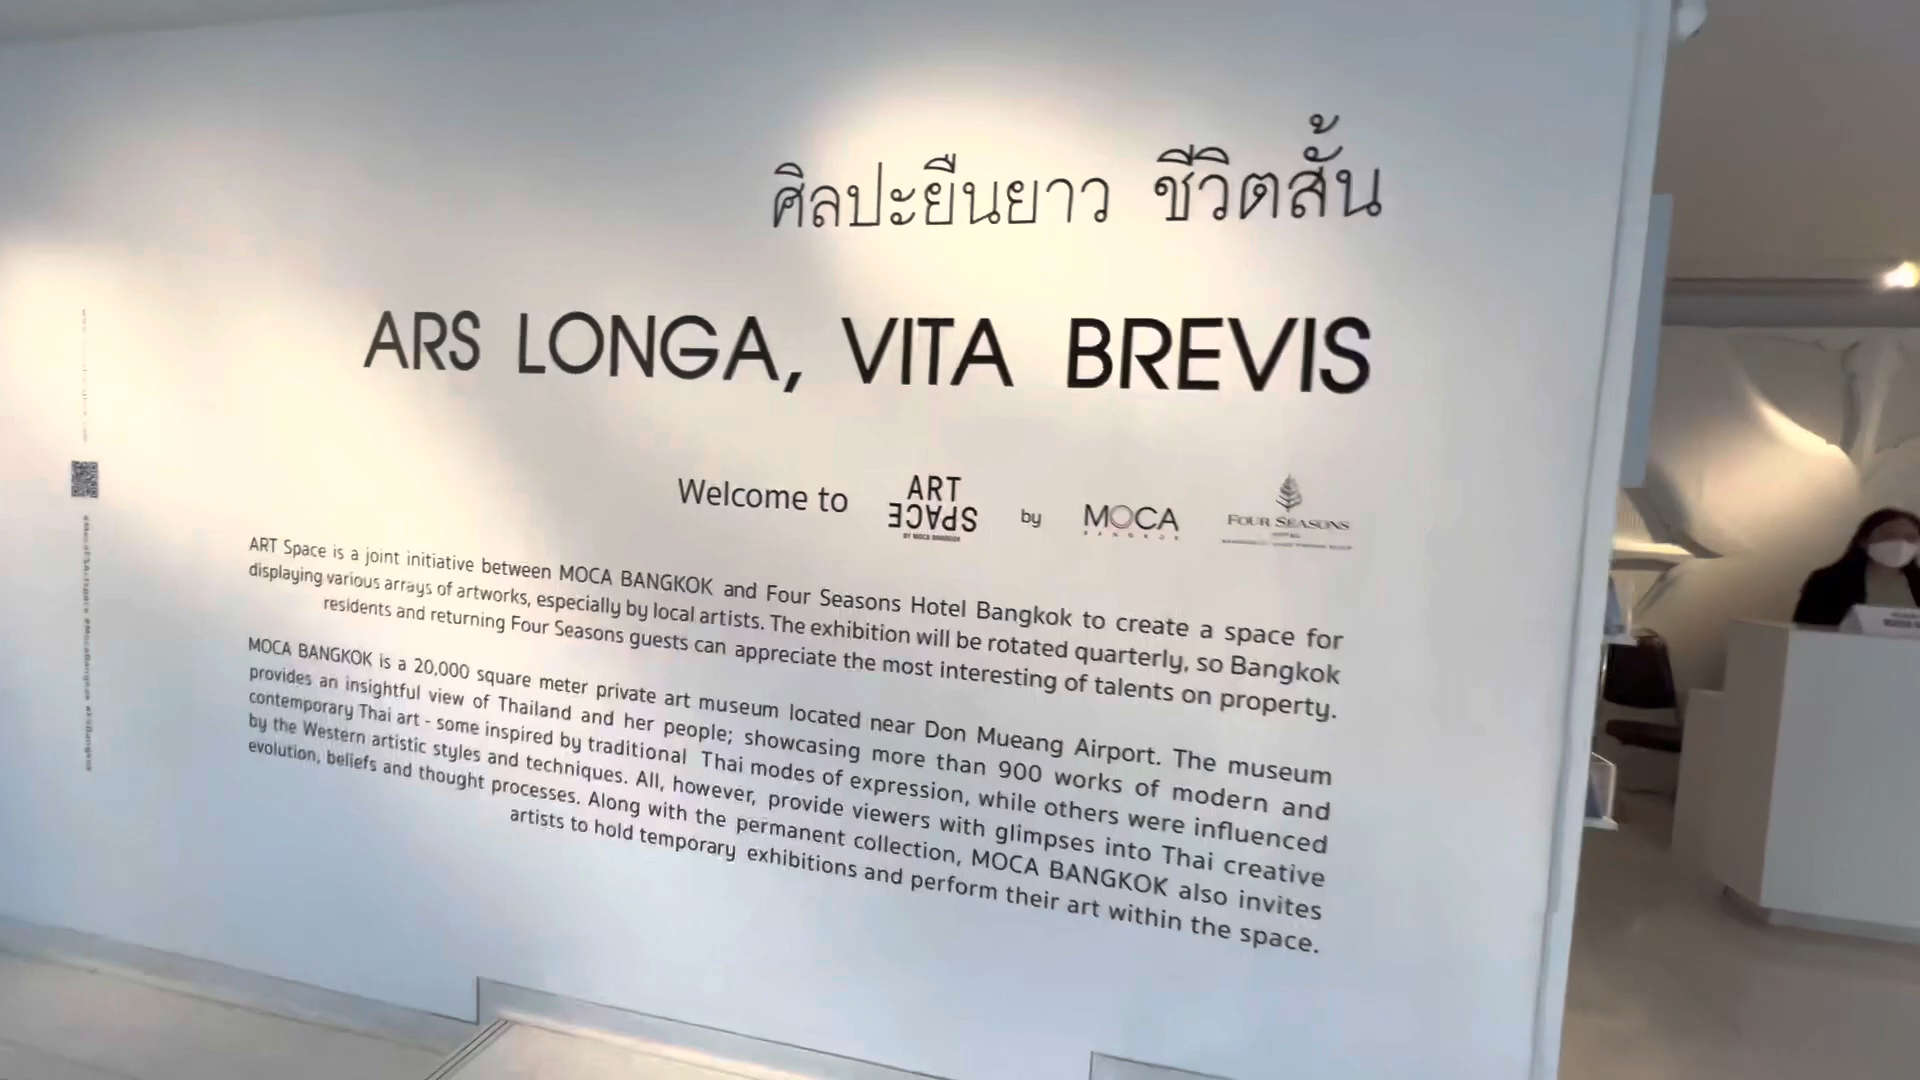 ศิลปะยืนยาว ชีวิตสั้น
ARS LONGA, VITA BREVIS
Welcome to ART SPACE BY MOCA BANGKOK by MOCA BANGKOK FOUR SEASONS
ART Space is a joint initiative between MOCA BANGKOK and Four Seasons Hotel Bangkok to create a space for
displaying various arrays of artworks, especially by local artists. The exhibition will be rotated quarterly, so Bangkok
residents and returning Four Seasons guests can appreciate the most interesting of talents on property.
MOCA BANGKOK is a 20,000 square meter private art museum located near Don Mueang Airport. The museum
provides an insightful view of Thailand and her people; showcasing more than 900 works of modern and
contemporary Thai art - some inspired by traditional Thai modes of expression, while others were influenced
by the Western artistic styles and techniques. All, however, provide viewers with glimpses into Thai creative
evolution, beliefs and thought processes. Along with the permanent collection, MOCA BANGKOK also invites
artists to hold temporary exhibitions and perform their art within the space.